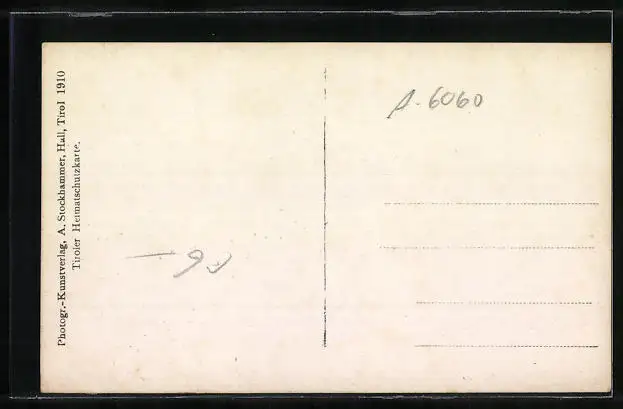 Photogr.-Kunstverlag, A. Stockhammer, Hall, Tirol 1910
Tiroler Heimatschutzkarte.
A-6060